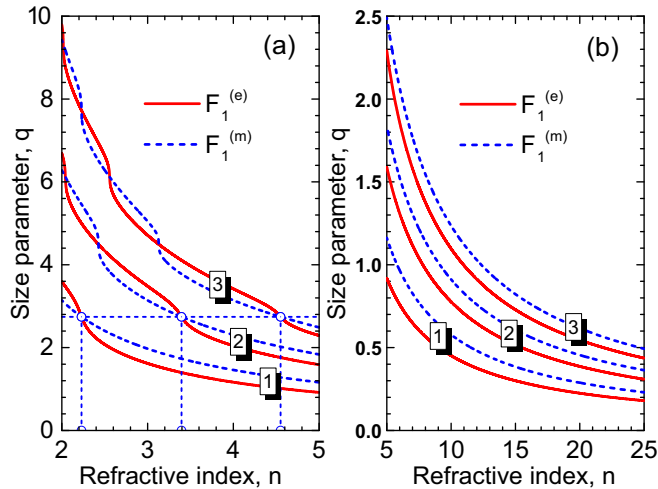 (a)
F₁⁽ᵉ⁾
F₁⁽ᵐ⁾
3
2
1
10
8
6
4
2
0
Size parameter, q
2
3
4
5
Refractive index, n
(b)
F₁⁽ᵉ⁾
F₁⁽ᵐ⁾
1
2
3
2.5
2.0
1.5
1.0
0.5
0.0
Size parameter, q
5
10
15
20
25
Refractive index, n